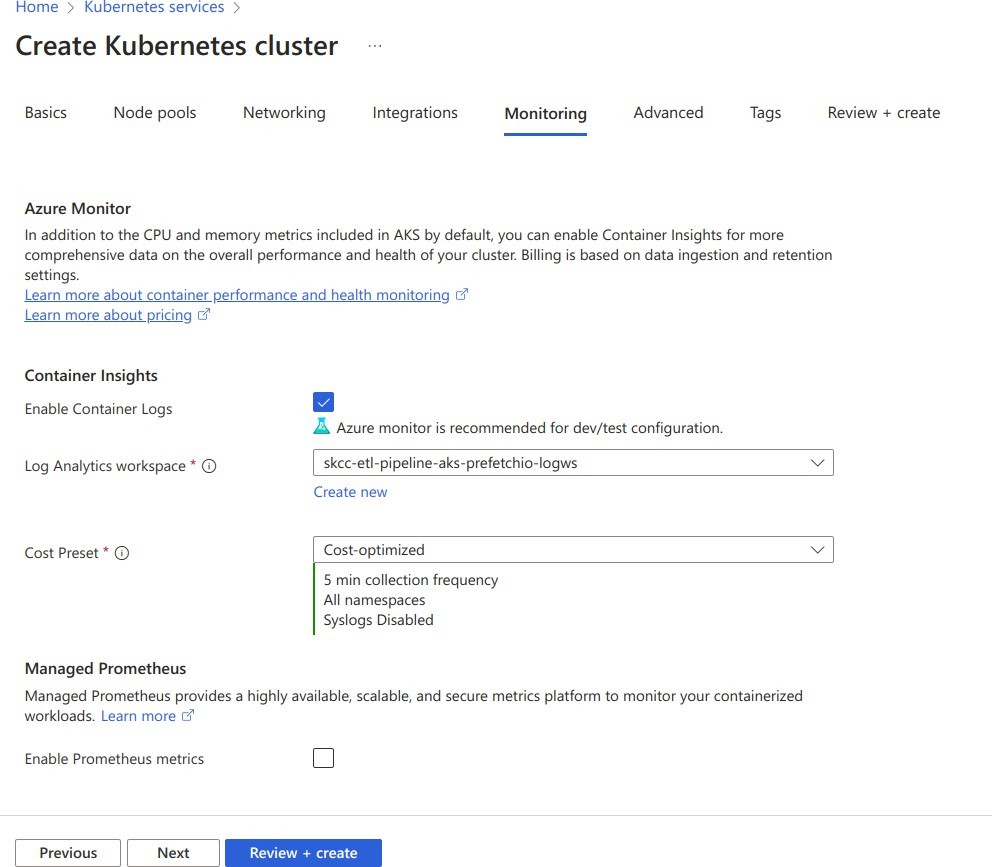 Home > Kubernetes services >
Create Kubernetes cluster ...
Basics Node pools Networking Integrations Monitoring Advanced Tags Review + create
Azure Monitor
In addition to the CPU and memory metrics included in AKS by default, you can enable Container Insights for more
comprehensive data on the overall performance and health of your cluster. Billing is based on data ingestion and retention
settings.
Learn more about container performance and health monitoring
Learn more about pricing
Container Insights
Enable Container Logs
Azure monitor is recommended for dev/test configuration.
Log Analytics workspace * skcc-etl-pipeline-aks-prefetchio-logws
Create new
Cost Preset * Cost-optimized
5 min collection frequency
All namespaces
Syslogs Disabled
Managed Prometheus
Managed Prometheus provides a highly available, scalable, and secure metrics platform to monitor your containerized
workloads. Learn more
Enable Prometheus metrics
Previous Next Review + create